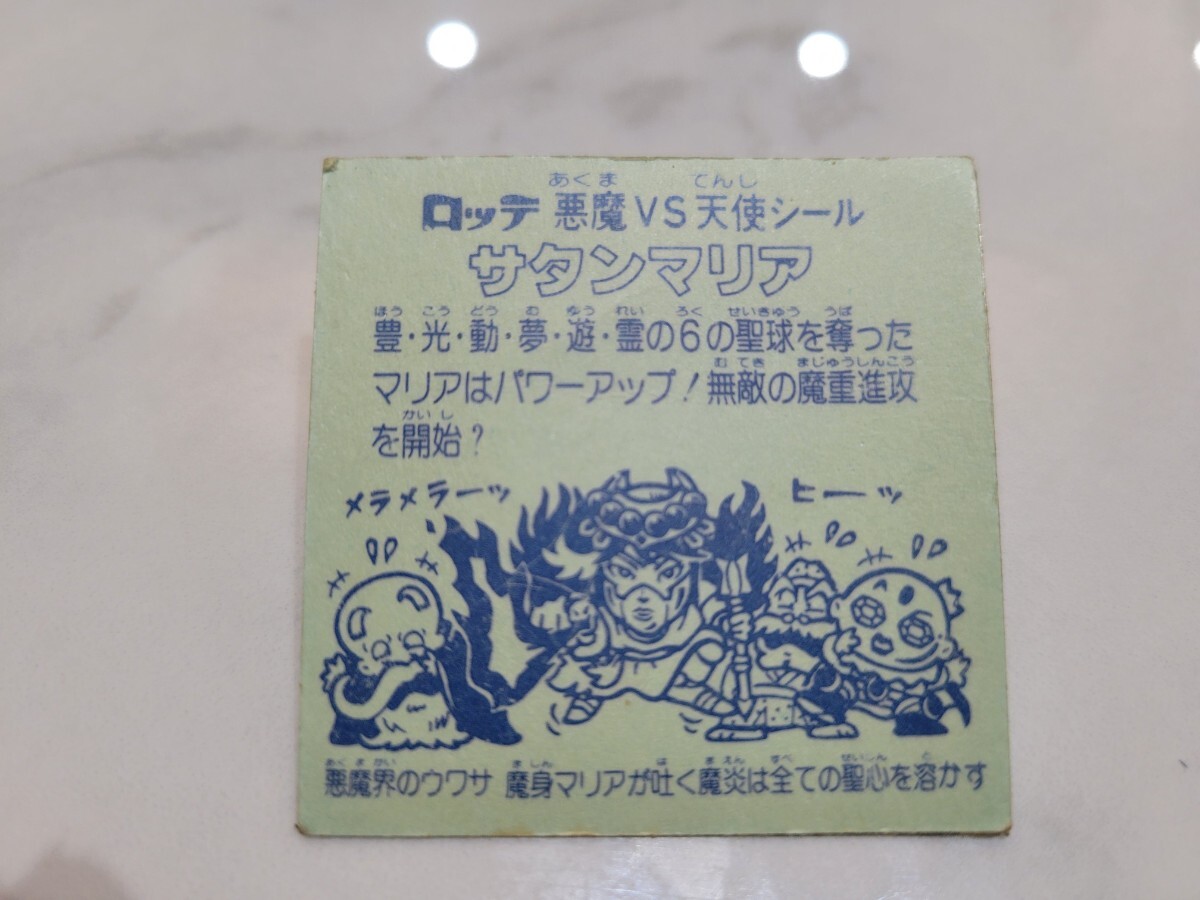 あくま てんし
ロッテ 悪魔 VS 天使シール
サタンマリア
ほう こう どう む ゆう れい ろく せいきゅう うば
豊・光・動・夢・遊・霊の6の聖球を奪った
むてき まじゅうしんこう
マリアはパワーアップ！無敵の魔重進攻
かいし
を開始？
メラメラーッ ヒーッ
あくまかい ましん は まえん すべ せいしん と
悪魔界のウワサ 魔身マリアが吐く魔炎は全ての聖心を溶かす